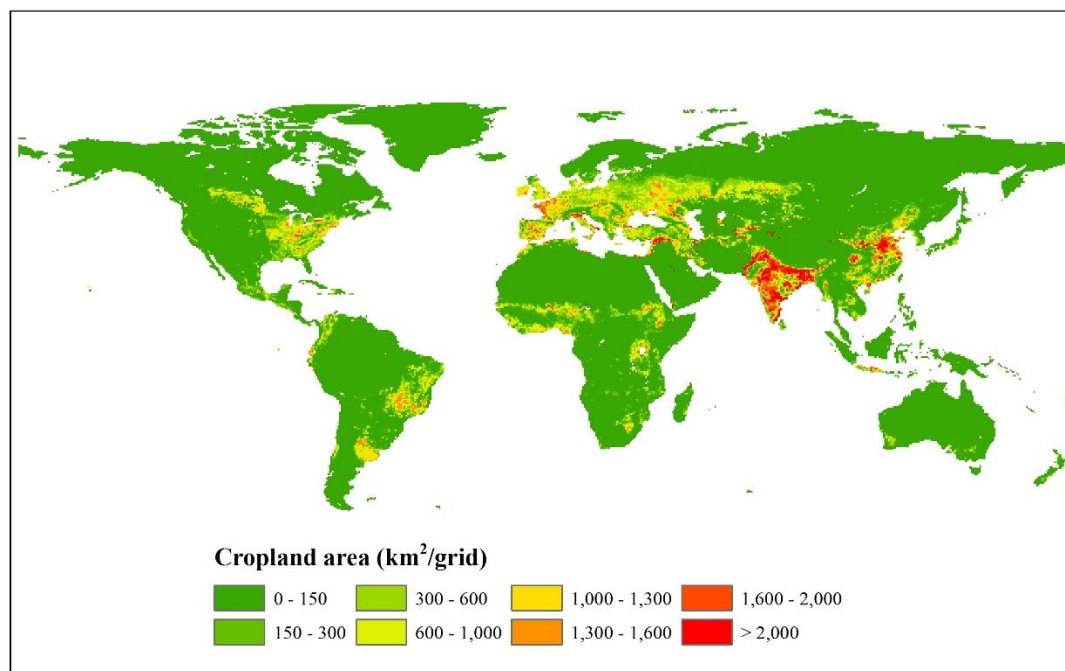 Cropland area (km²/grid)
0 - 150
300 - 600
1,000 - 1,300
1,600 - 2,000
150 - 300
600 - 1,000
1,300 - 1,600
> 2,000